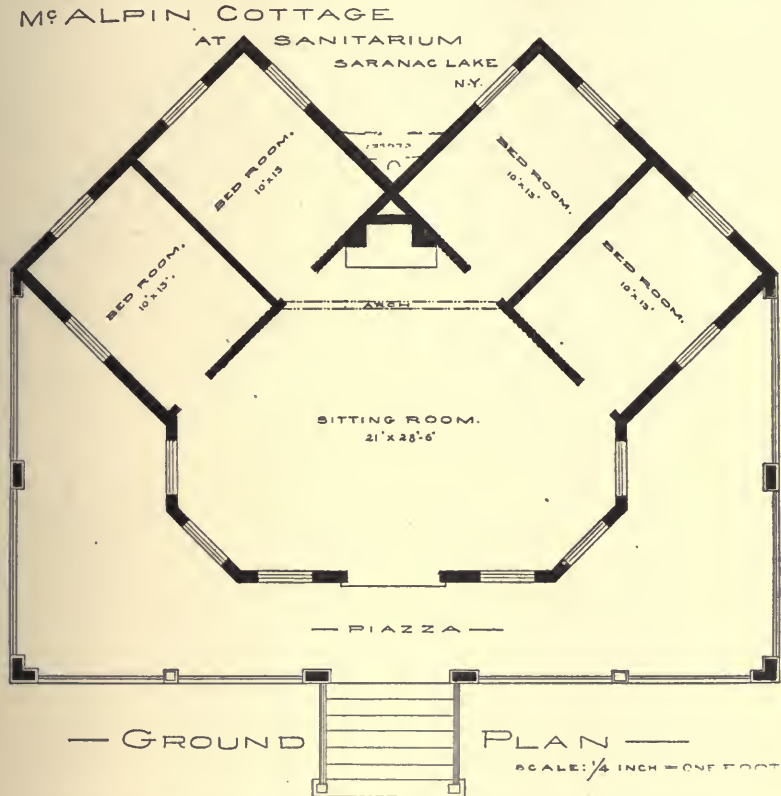 McALPIN COTTAGE
AT SANITARIUM
SARANAC LAKE
N.Y.
BED ROOM.
10'x13
BED ROOM.
10'x13'
BED ROOM.
10'x13'.
BED ROOM.
10'x13'.
ARCH
SITTING ROOM.
21'x28'-6"
— PIAZZA —
— GROUND PLAN —
SCALE: 1/4 INCH = ONE FOOT